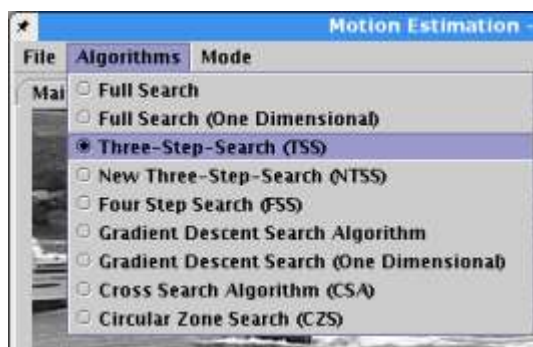 Motion Estimation -
File Algorithms Mode
Mai
Full Search
Full Search (One Dimensional)
Three-Step-Search (TSS)
New Three-Step-Search (NTSS)
Four Step Search (FSS)
Gradient Descent Search Algorithm
Gradient Descent Search (One Dimensional)
Cross Search Algorithm (CSA)
Circular Zone Search (CZS)